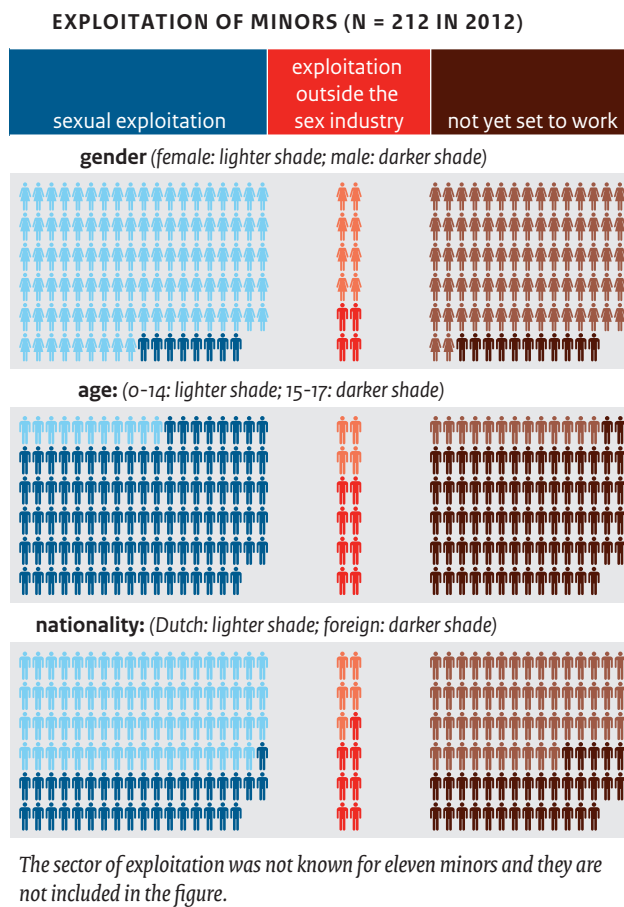 EXPLOITATION OF MINORS (N = 212 IN 2012)
sexual exploitation
exploitation
outside the
sex industry
not yet set to work
gender (female: lighter shade; male: darker shade)
age: (0-14: lighter shade; 15-17: darker shade)
nationality: (Dutch: lighter shade; foreign: darker shade)
The sector of exploitation was not known for eleven minors and they are
not included in the figure.